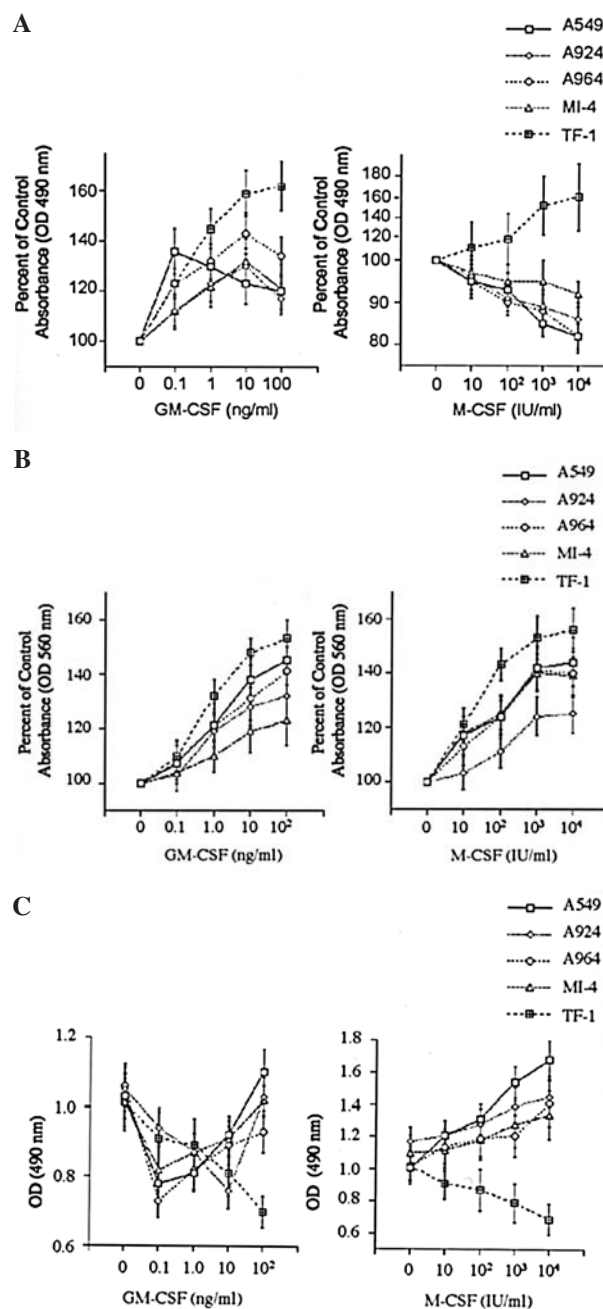 A
A549
A924
A964
MI-4
TF-1
Percent of Control
Absorbance (OD 490 nm)
160
140
120
100
0 0.1 1 10 100
GM-CSF (ng/ml)
Percent of Control
Absorbance (OD 490 nm)
180
160
140
120
100
90
80
0 10 10² 10³ 10⁴
M-CSF (IU/ml)
B
A549
A924
A964
MI-4
TF-1
Percent of Control
Absorbance (OD 560 nm)
160
140
120
100
0 0.1 1.0 10 10²
GM-CSF (ng/ml)
Percent of Control
Absorbance (OD 560 nm)
160
140
120
100
0 10 10² 10³ 10⁴
M-CSF (IU/ml)
C
A549
A924
A964
MI-4
TF-1
OD (490 nm)
1.2
1.0
0.8
0.6
0 0.1 1.0 10 10²
GM-CSF (ng/ml)
OD (490 nm)
1.8
1.6
1.4
1.2
1.0
0.8
0.6
0 10 10² 10³ 10⁴
M-CSF (IU/ml)